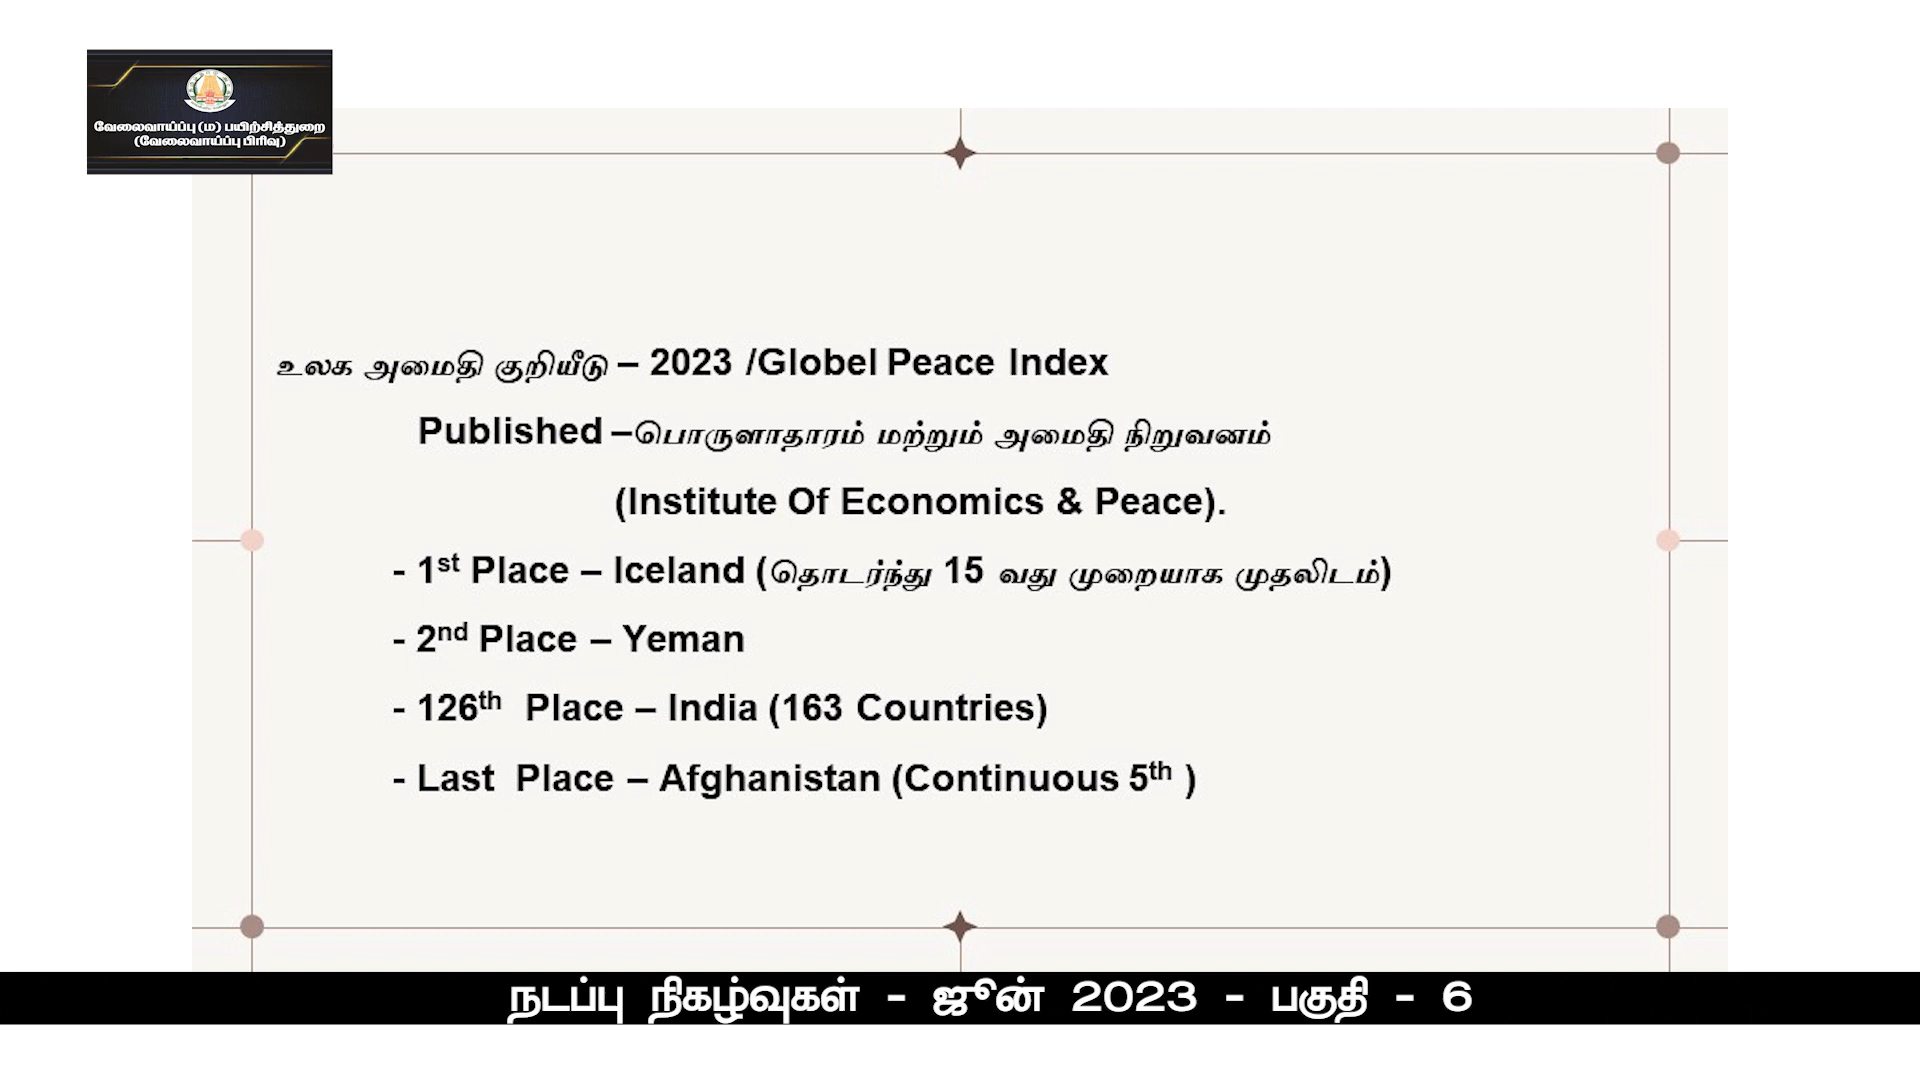 வேலைவாய்ப்பு (ம) பயிற்சித்துறை
(வேலைவாய்ப்பு பிரிவு)
உலக அமைதி குறியீடு – 2023 /Globel Peace Index
Published –பொருளாதாரம் மற்றும் அமைதி நிறுவனம்
(Institute Of Economics & Peace).
- 1st Place – Iceland (தொடர்ந்து 15 வது முறையாக முதலிடம்)
- 2nd Place – Yeman
- 126th Place – India (163 Countries)
- Last Place – Afghanistan (Continuous 5th )
நடப்பு நிகழ்வுகள் - ஜூன் 2023 - பகுதி - 6